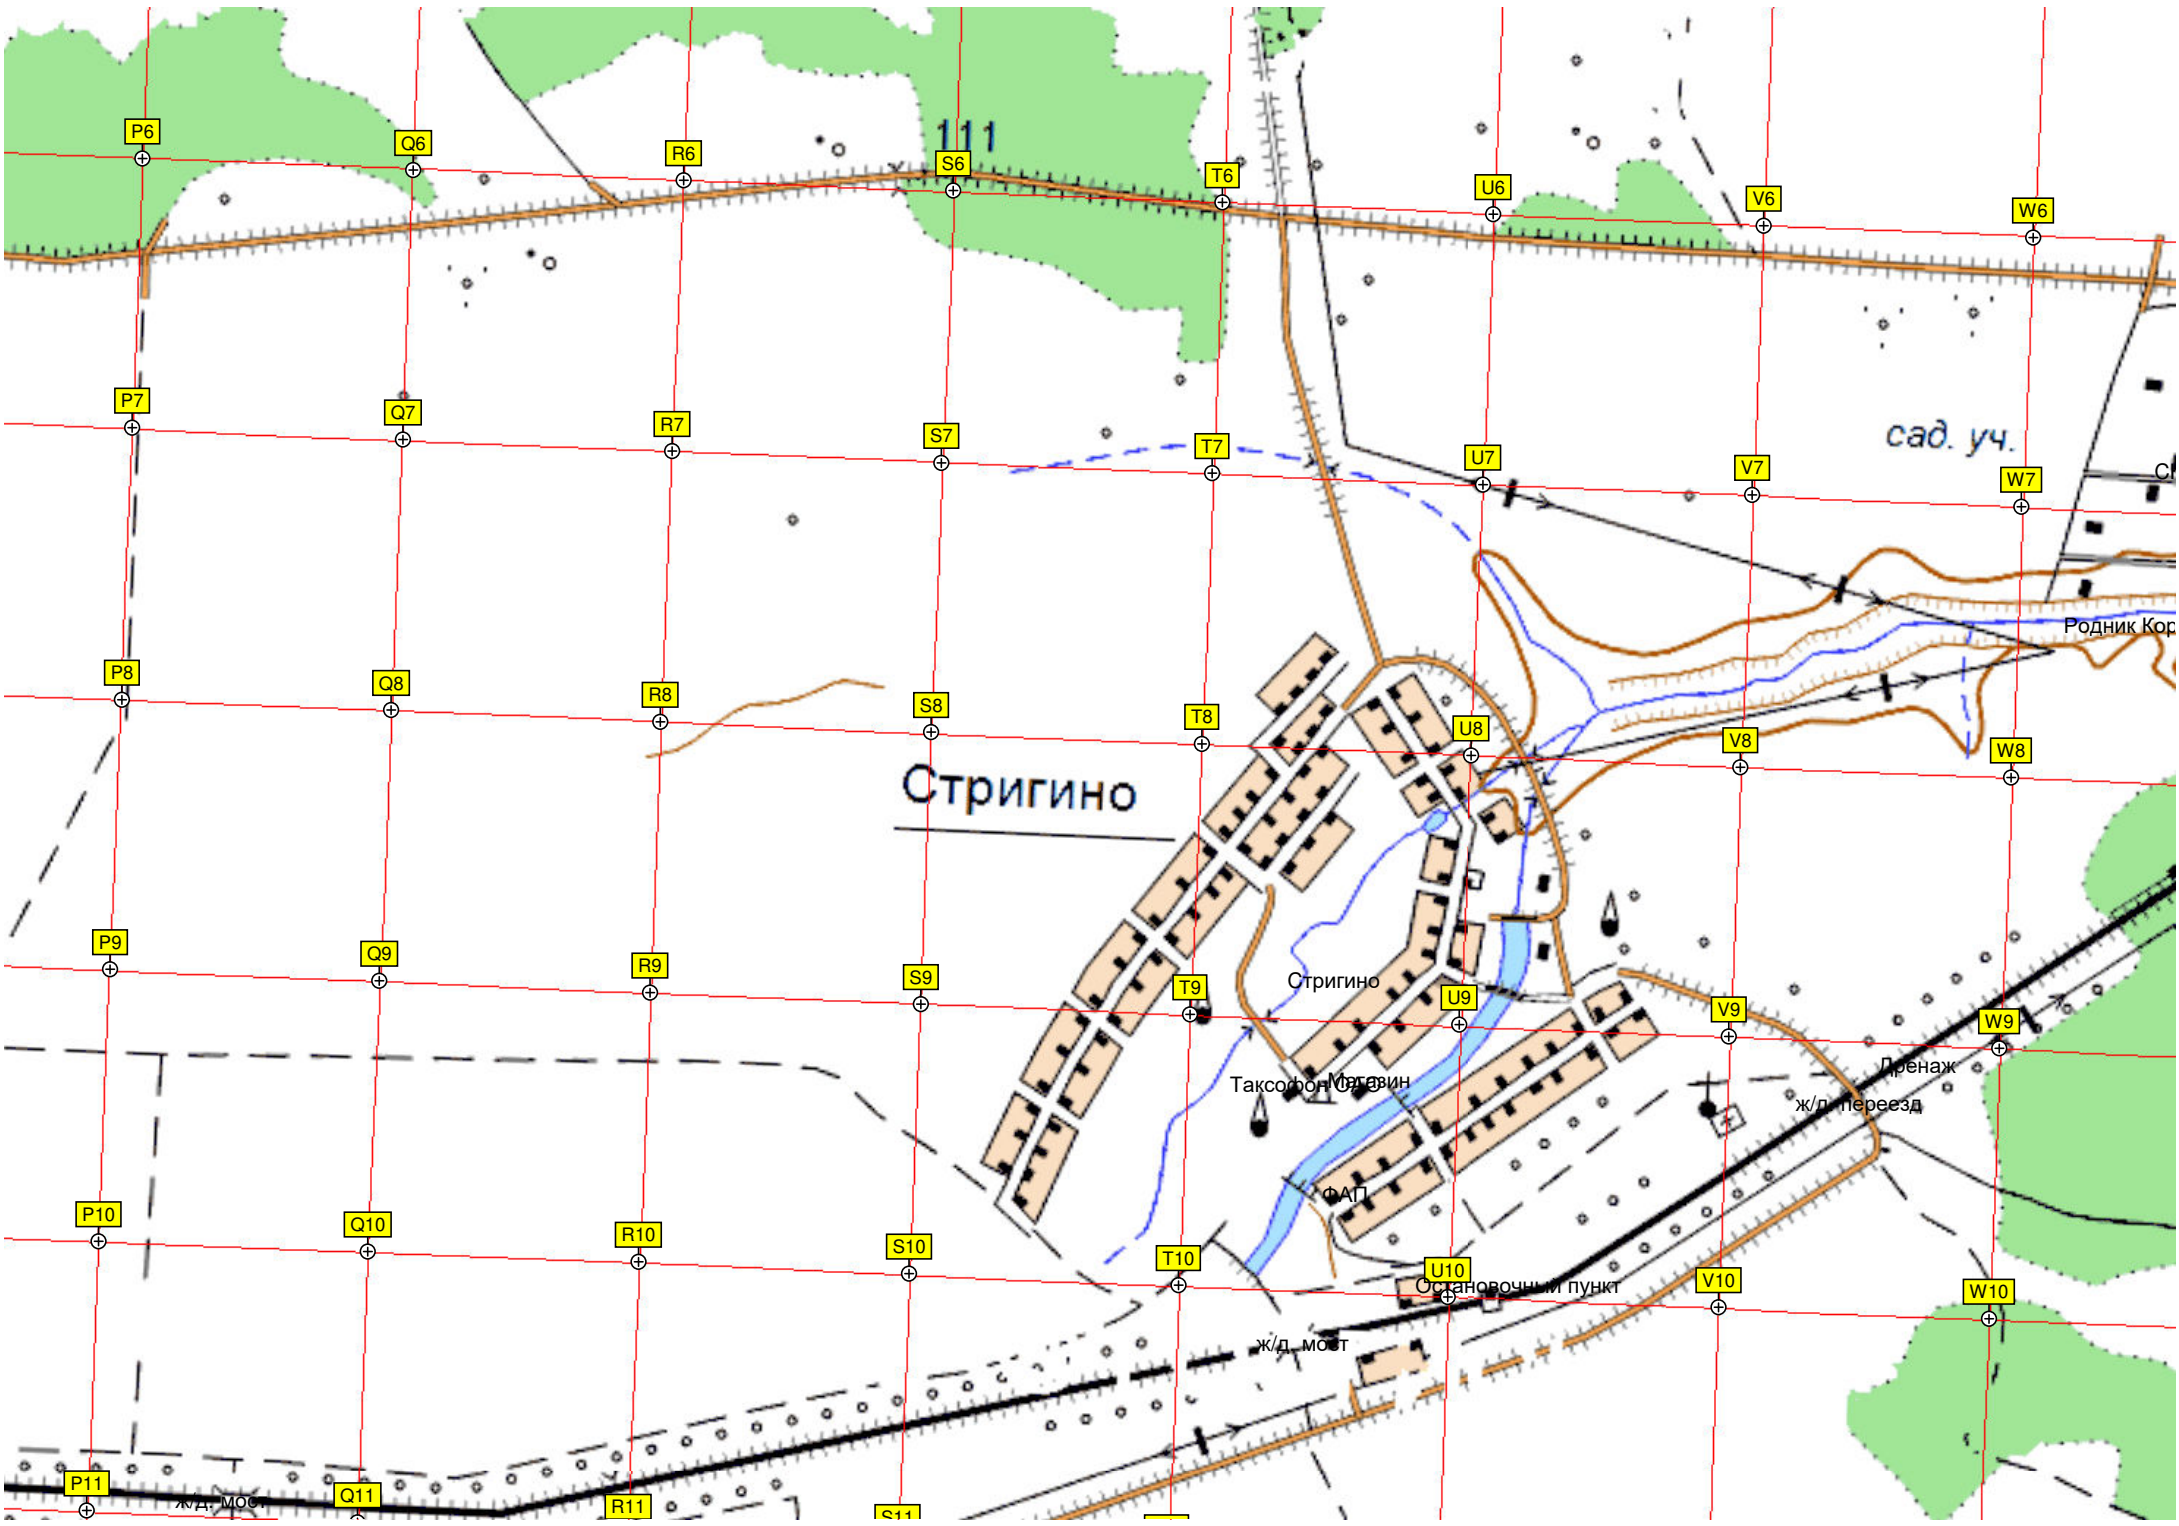 P6
Q6
R6
111
S6
T6
U6
V6
W6
P7
Q7
R7
S7
T7
U7
V7
сад. уч.
W7
Родник Кор
P8
Q8
R8
S8
T8
U8
V8
W8
Стригино
P9
Q9
R9
S9
T9
Стригино
U9
V9
W9
Дренаж
Таксофон
Магазин
ж/д. переезд
ФАП
P10
Q10
R10
S10
T10
U10
V10
W10
Остановочный пункт
ж/д. мост
P11
ж/д. мост
Q11
R11
S11